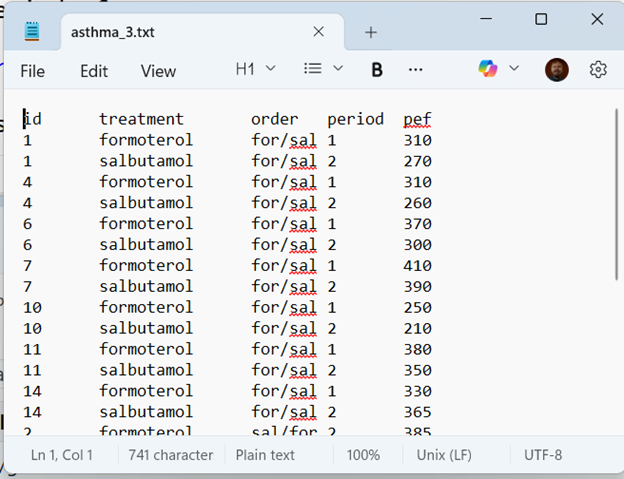 asthma_3.txt
File Edit View H1 B ...
id treatment order period pef
1 formoterol for/sal 1 310
1 salbutamol for/sal 2 270
4 formoterol for/sal 1 310
4 salbutamol for/sal 2 260
6 formoterol for/sal 1 370
6 salbutamol for/sal 2 300
7 formoterol for/sal 1 410
7 salbutamol for/sal 2 390
10 formoterol for/sal 1 250
10 salbutamol for/sal 2 210
11 formoterol for/sal 1 380
11 salbutamol for/sal 2 350
14 formoterol for/sal 1 330
14 salbutamol for/sal 2 365
2 formoterol sal/for 2 385
Ln 1, Col 1 741 character Plain text 100% Unix (LF) UTF-8